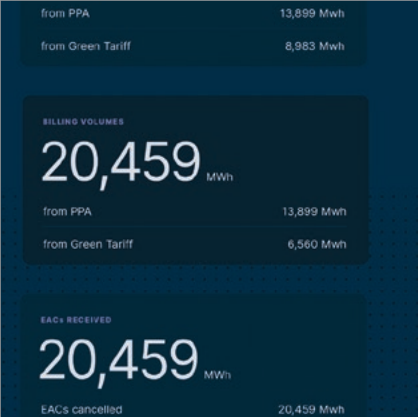 from PPA 13,899 Mwh
from Green Tariff 8,983 Mwh
BILLING VOLUMES
20,459 MWh
from PPA 13,899 Mwh
from Green Tariff 6,560 Mwh
EACs RECEIVED
20,459 MWh
EACs cancelled 20,459 Mwh